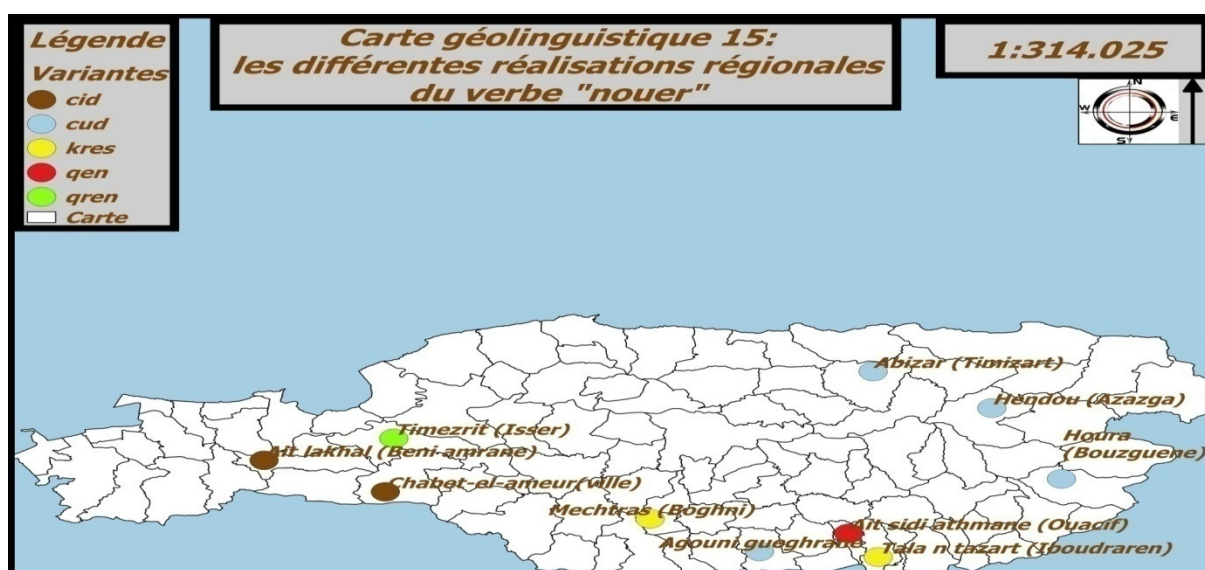 Légende
Variantes
cid
cud
kres
qen
qren
Carte
Carte géolinguistique 15:
les différentes réalisations régionales
du verbe "nouer"
1:314.025
N
W
E
S
Abizar (Timizart)
Hendou (Azazga)
Houra
(Bouzguene)
Timezrit (Isser)
Ait lakhal (Beni amrane)
Chabet-el-ameur(ville)
Mechtras (Boghni)
Ait sidi athmane (Ouacif)
Agouni gueghrane
Tala n tazart (Iboudraren)